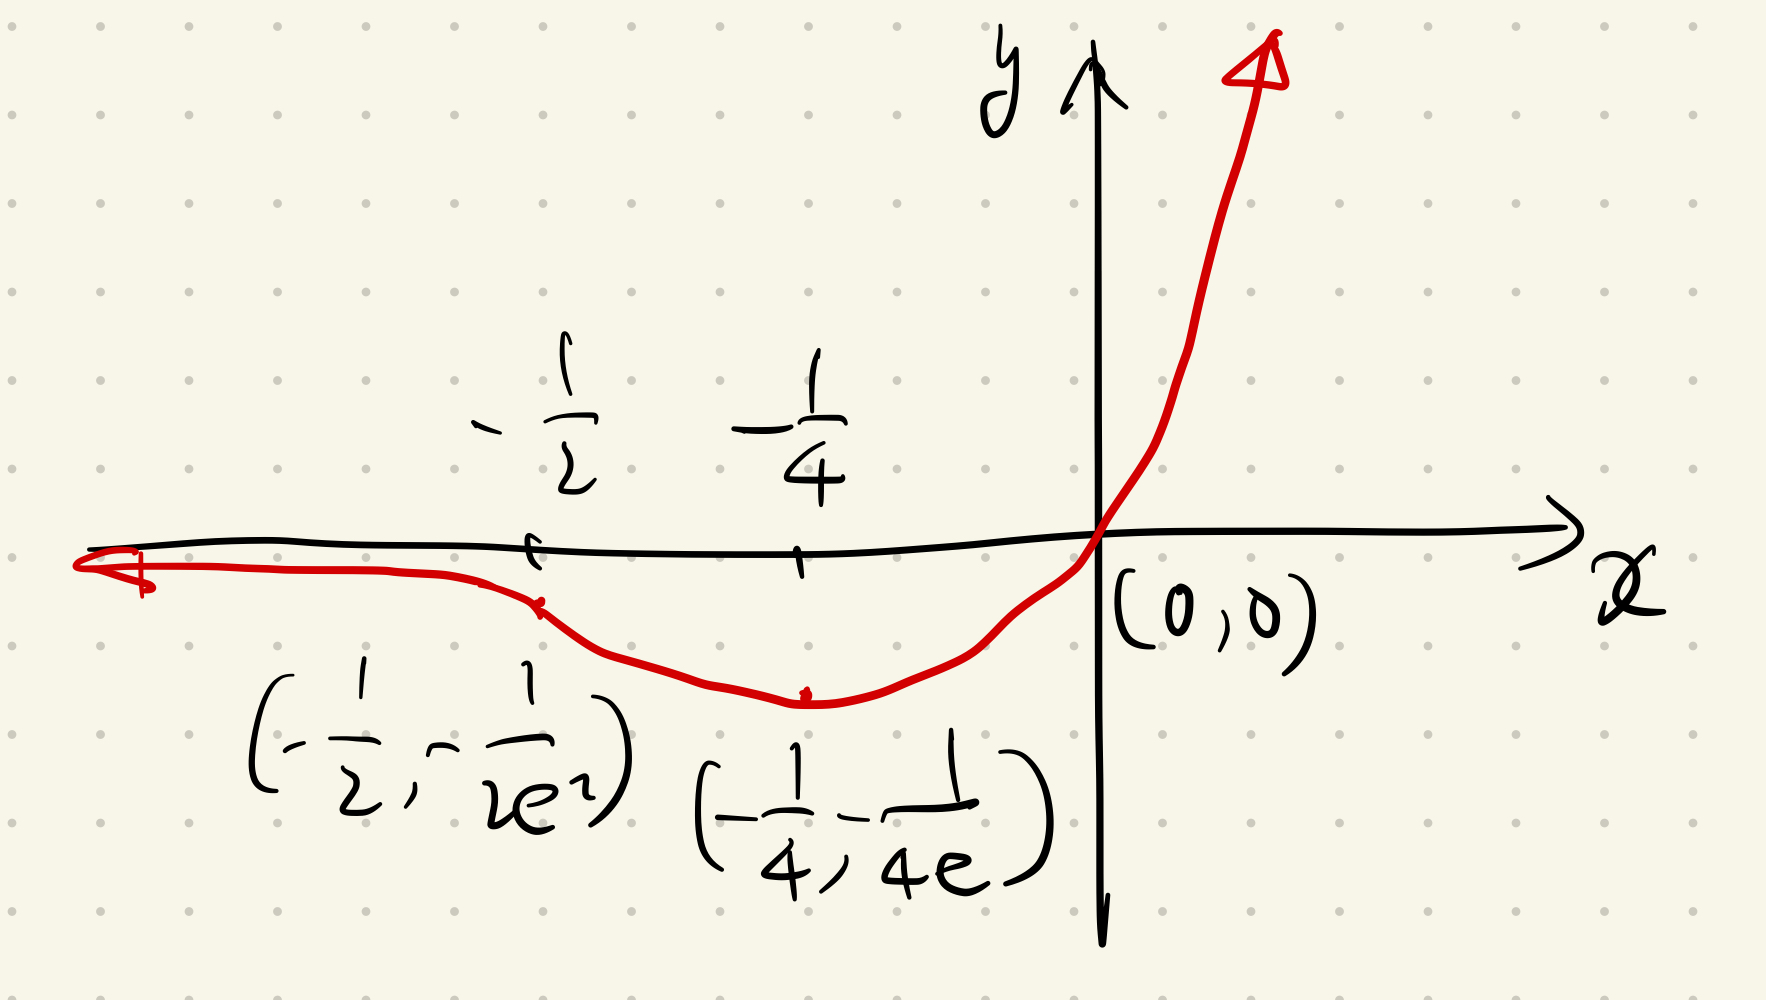 y
-1/2
-1/4
x
(0,0)
(-1/2, -1/2e²)
(-1/4, -1/4e)